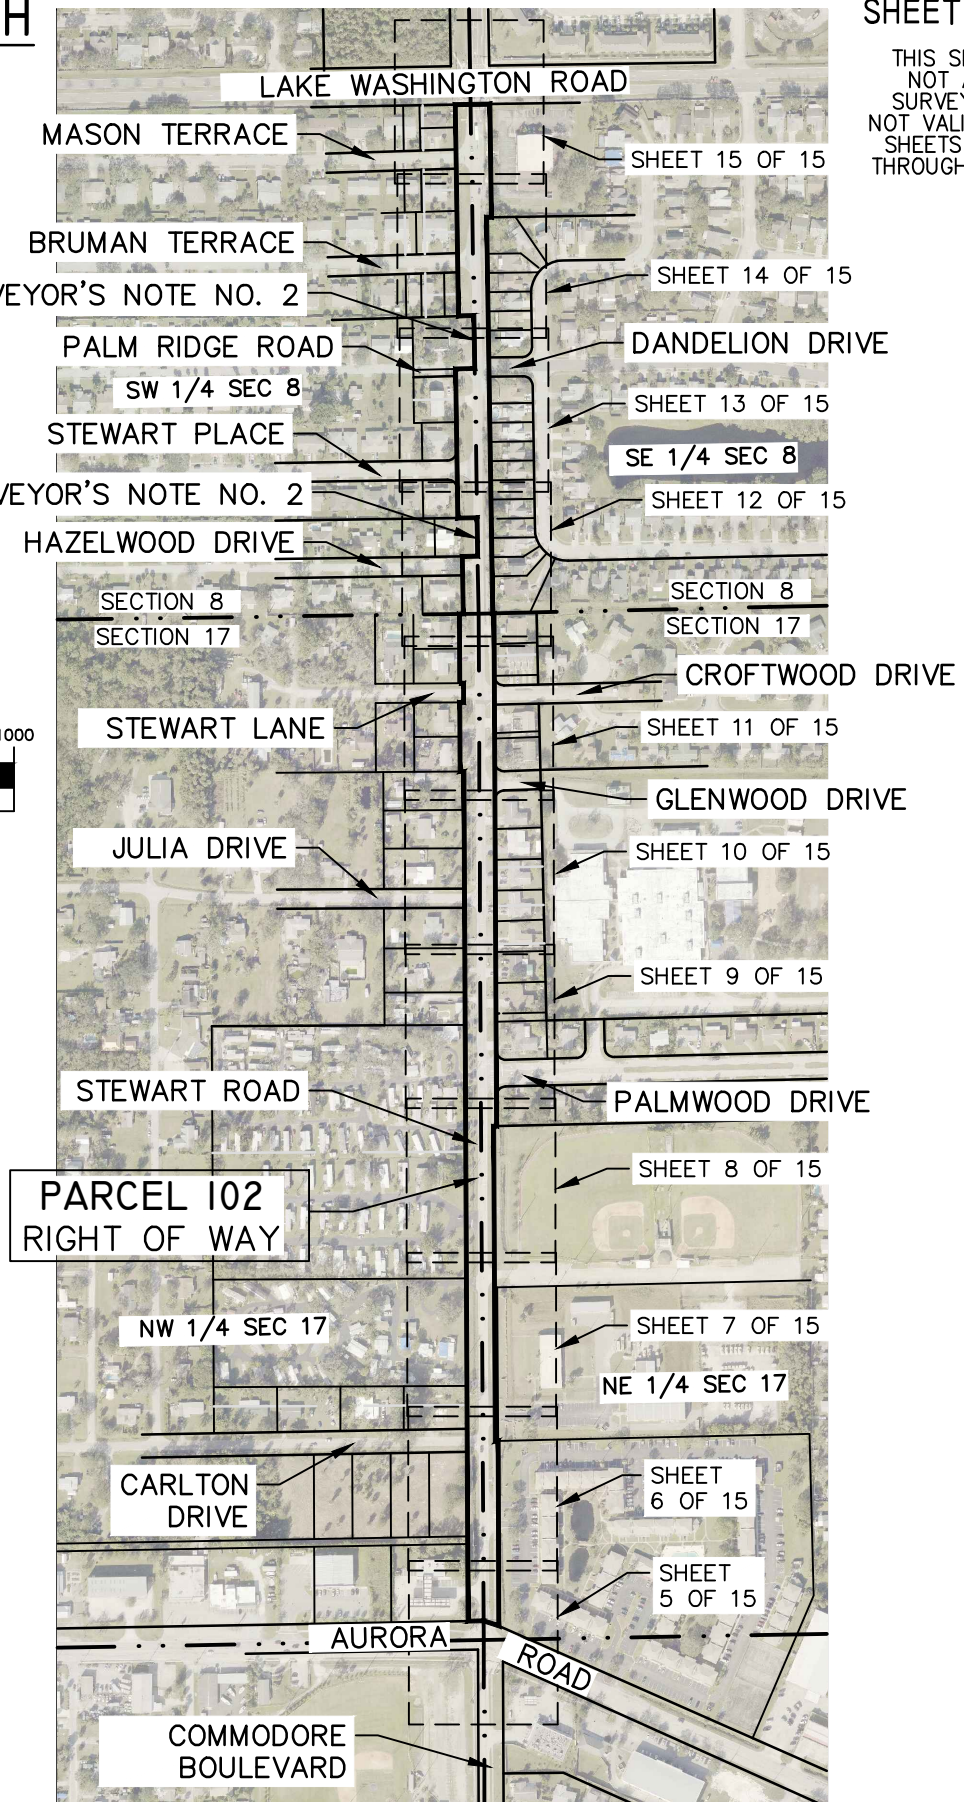 H
SHEET
THIS
NOT
SURVEY
NOT VALI
SHEETS
THROUGH
LAKE WASHINGTON ROAD
MASON TERRACE
SHEET 15 OF 15
BRUMAN TERRACE
SHEET 14 OF 15
VEYOR'S NOTE NO. 2
DANDELION DRIVE
PALM RIDGE ROAD
SW 1/4 SEC 8
SHEET 13 OF 15
STEWART PLACE
SE 1/4 SEC 8
VEYOR'S NOTE NO. 2
SHEET 12 OF 15
HAZELWOOD DRIVE
SECTION 8
SECTION 8
SECTION 17
SECTION 17
CROFTWOOD DRIVE
STEWART LANE
SHEET 11 OF 15
1000
GLENWOOD DRIVE
JULIA DRIVE
SHEET 10 OF 15
SHEET 9 OF 15
STEWART ROAD
PALMWOOD DRIVE
SHEET 8 OF 15
PARCEL 102
RIGHT OF WAY
NW 1/4 SEC 17
SHEET 7 OF 15
NE 1/4 SEC 17
CARLTON
DRIVE
SHEET
6 OF 15
SHEET
5 OF 15
AURORA
ROAD
COMMODORE
BOULEVARD